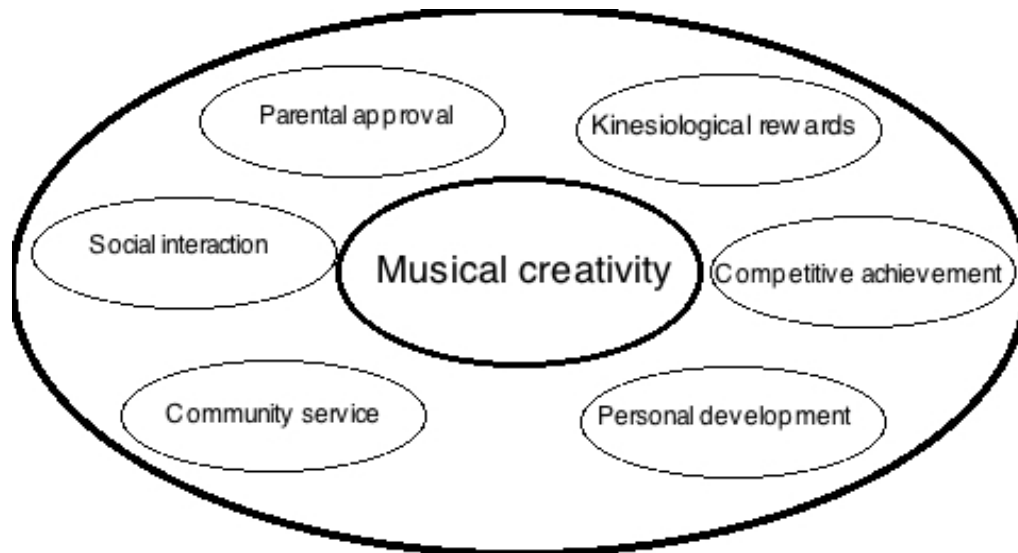 Parental approval
Kinesiological rewards
Social interaction
Musical creativity
Competitive achievement
Community service
Personal development